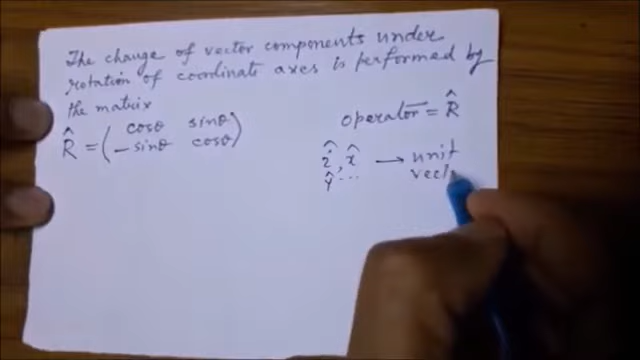 The change of vector components under
rotation of coordinate axes is performed by
the matrix
R̂ = ( cosθ sinθ
−sinθ cosθ )
operator = R̂
î, x̂ → unit
ŷ ... vect